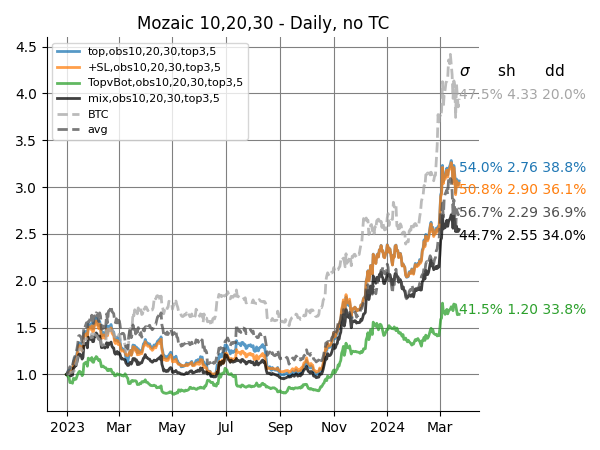 Mozaic 10,20,30 - Daily, no TC
4.5
4.0
3.5
3.0
2.5
2.0
1.5
1.0
top,obs10,20,30,top3,5
+SL,obs10,20,30,top3,5
TopvBot,obs10,20,30,top3,5
mix,obs10,20,30,top3,5
BTC
avg
σ sh dd
47.5% 4.33 20.0%
54.0% 2.76 38.8%
50.8% 2.90 36.1%
56.7% 2.29 36.9%
44.7% 2.55 34.0%
41.5% 1.20 33.8%
2023 Mar May Jul Sep Nov 2024 Mar